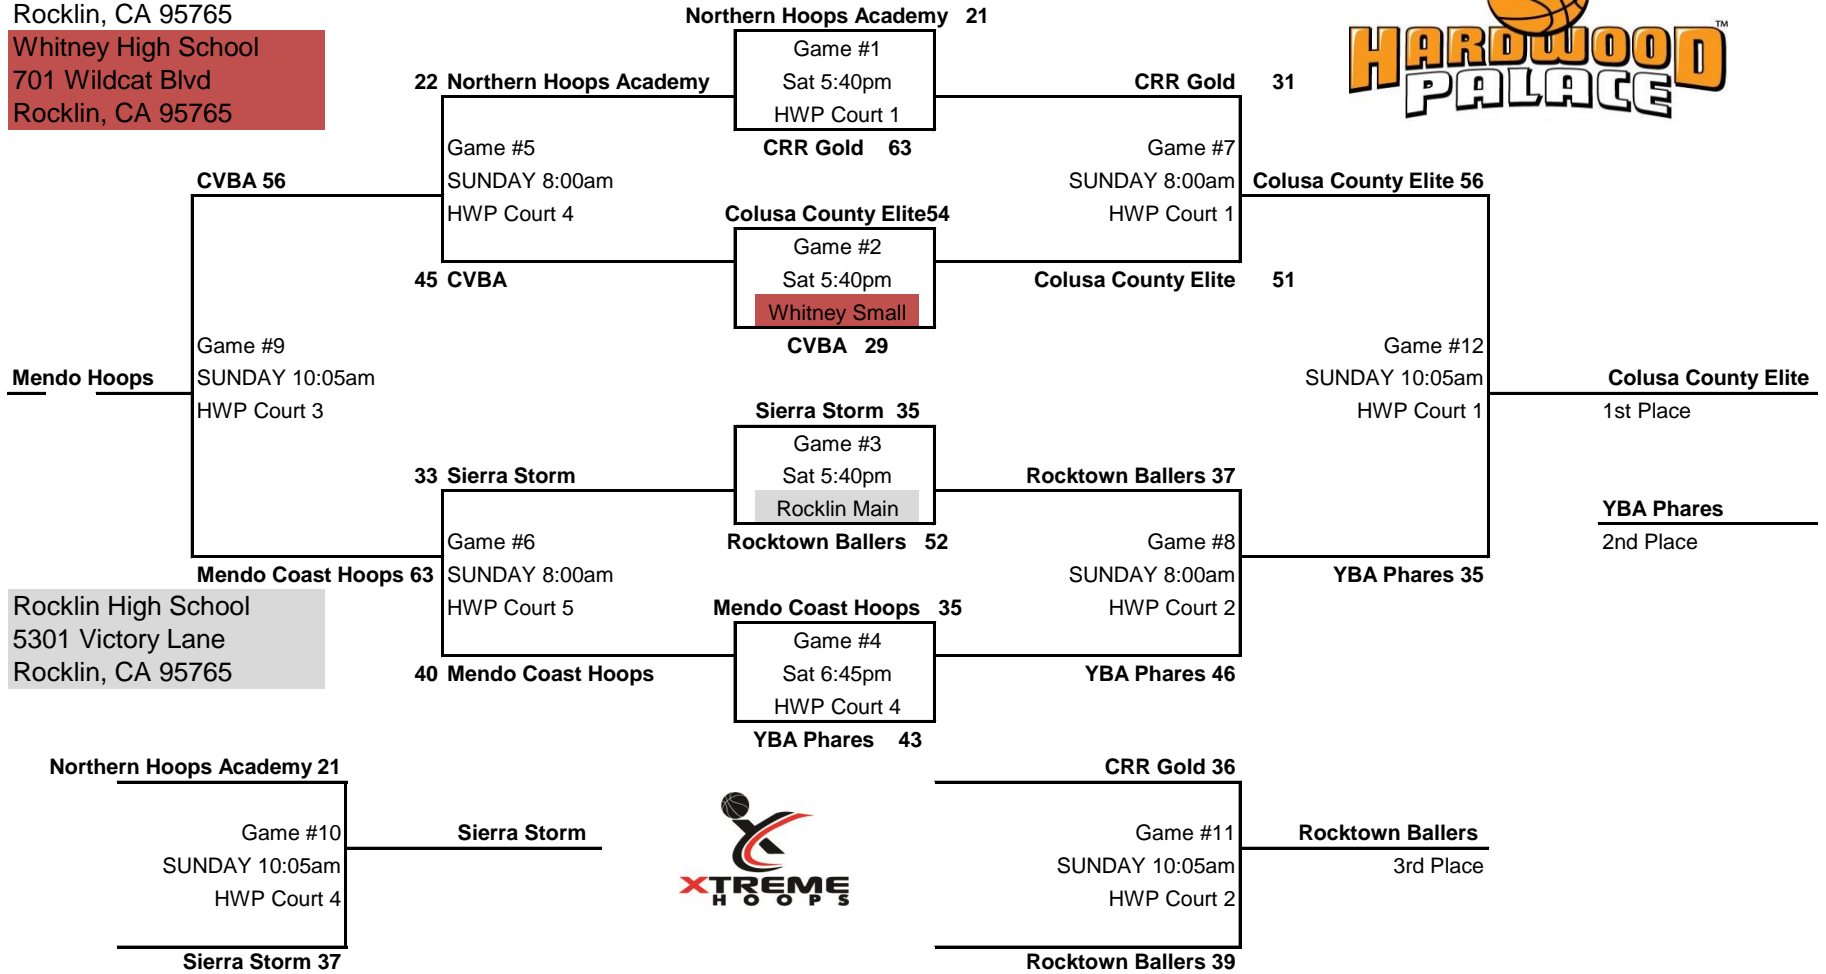 Rocklin, CA 95765
Whitney High School
701 Wildcat Blvd
Rocklin, CA 95765
Northern Hoops Academy 21
Game #1
Sat 5:40pm
HWP Court 1
CRR Gold 63
HARDWOOD
PALACE
TM
22 Northern Hoops Academy
Game #5
SUNDAY 8:00am
HWP Court 4
45 CVBA
CRR Gold 31
Game #7
SUNDAY 8:00am
HWP Court 1
Colusa County Elite 51
CVBA 56
Colusa County Elite 56
Colusa County Elite54
Game #2
Sat 5:40pm
Whitney Small
CVBA 29
Mendo Hoops
Game #9
SUNDAY 10:05am
HWP Court 3
Game #12
SUNDAY 10:05am
HWP Court 1
Colusa County Elite
1st Place
Sierra Storm 35
Game #3
Sat 5:40pm
Rocklin Main
Rocktown Ballers 52
33 Sierra Storm
Game #6
SUNDAY 8:00am
HWP Court 5
40 Mendo Coast Hoops
Rocktown Ballers 37
Game #8
SUNDAY 8:00am
HWP Court 2
YBA Phares 46
YBA Phares
2nd Place
Mendo Coast Hoops 63
YBA Phares 35
Rocklin High School
5301 Victory Lane
Rocklin, CA 95765
Mendo Coast Hoops 35
Game #4
Sat 6:45pm
HWP Court 4
YBA Phares 43
Northern Hoops Academy 21
Game #10
SUNDAY 10:05am
HWP Court 4
Sierra Storm 37
Sierra Storm
XTREME
HOOPS
CRR Gold 36
Game #11
SUNDAY 10:05am
HWP Court 2
Rocktown Ballers 39
Rocktown Ballers
3rd Place